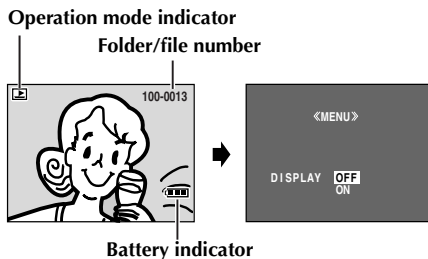 Operation mode indicator
Folder/file number
100-0013
《MENU》
DISPLAY OFF
ON
Battery indicator